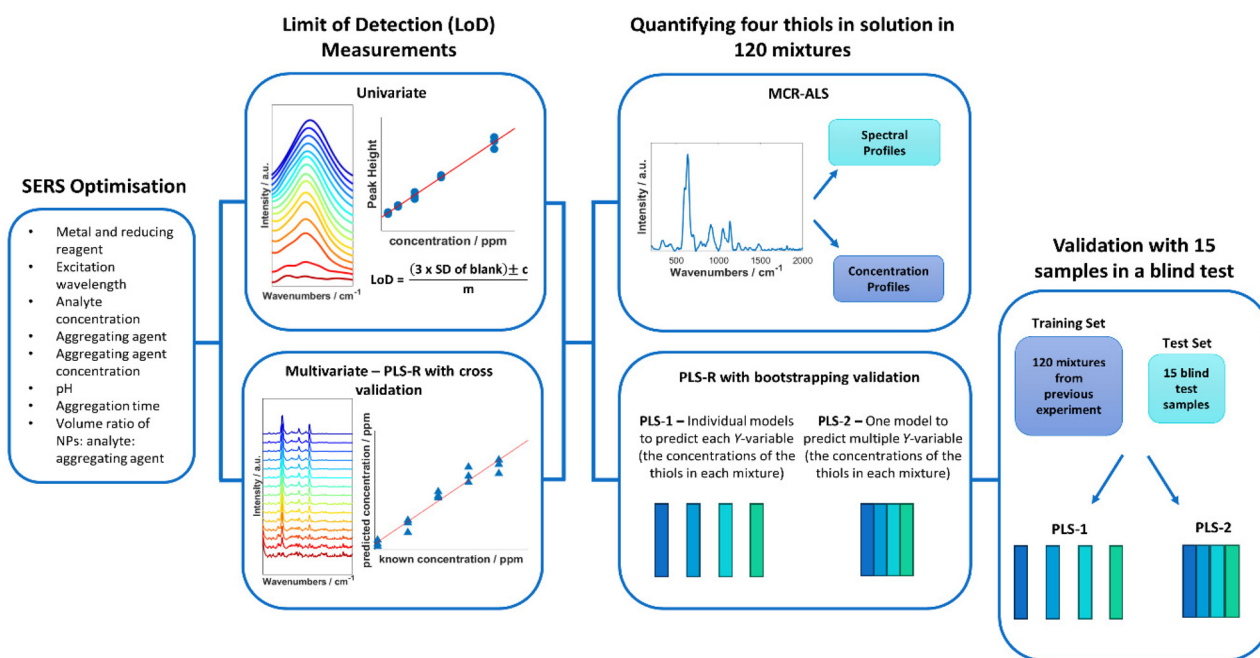 SERS Optimisation
• Metal and reducing
reagent
• Excitation
wavelength
• Analyte
concentration
• Aggregating agent
• Aggregating agent
concentration
• pH
• Aggregation time
• Volume ratio of
NPs: analyte:
aggregating agent
Limit of Detection (LoD)
Measurements
Univariate
Intensity / a.u.
Wavenumbers / cm-1
Peak Height
concentration / ppm
LoD = (3 x SD of blank) ± c
m
Multivariate – PLS-R with cross
validation
Intensity / a.u.
Wavenumbers / cm-1
predicted concentration / ppm
known concentration / ppm
Quantifying four thiols in solution in
120 mixtures
MCR-ALS
Intensity / a.u.
500 1000 1500 2000
Wavenumbers / cm-1
Spectral
Profiles
Concentration
Profiles
PLS-R with bootstrapping validation
PLS-1 – Individual models
to predict each Y-variable
(the concentrations of the
thiols in each mixture)
PLS-2 – One model to
predict multiple Y-variable
(the concentrations of the
thiols in each mixture)
Validation with 15
samples in a blind test
Training Set
120 mixtures
from
previous
experiment
Test Set
15 blind
test
samples
PLS-1
PLS-2